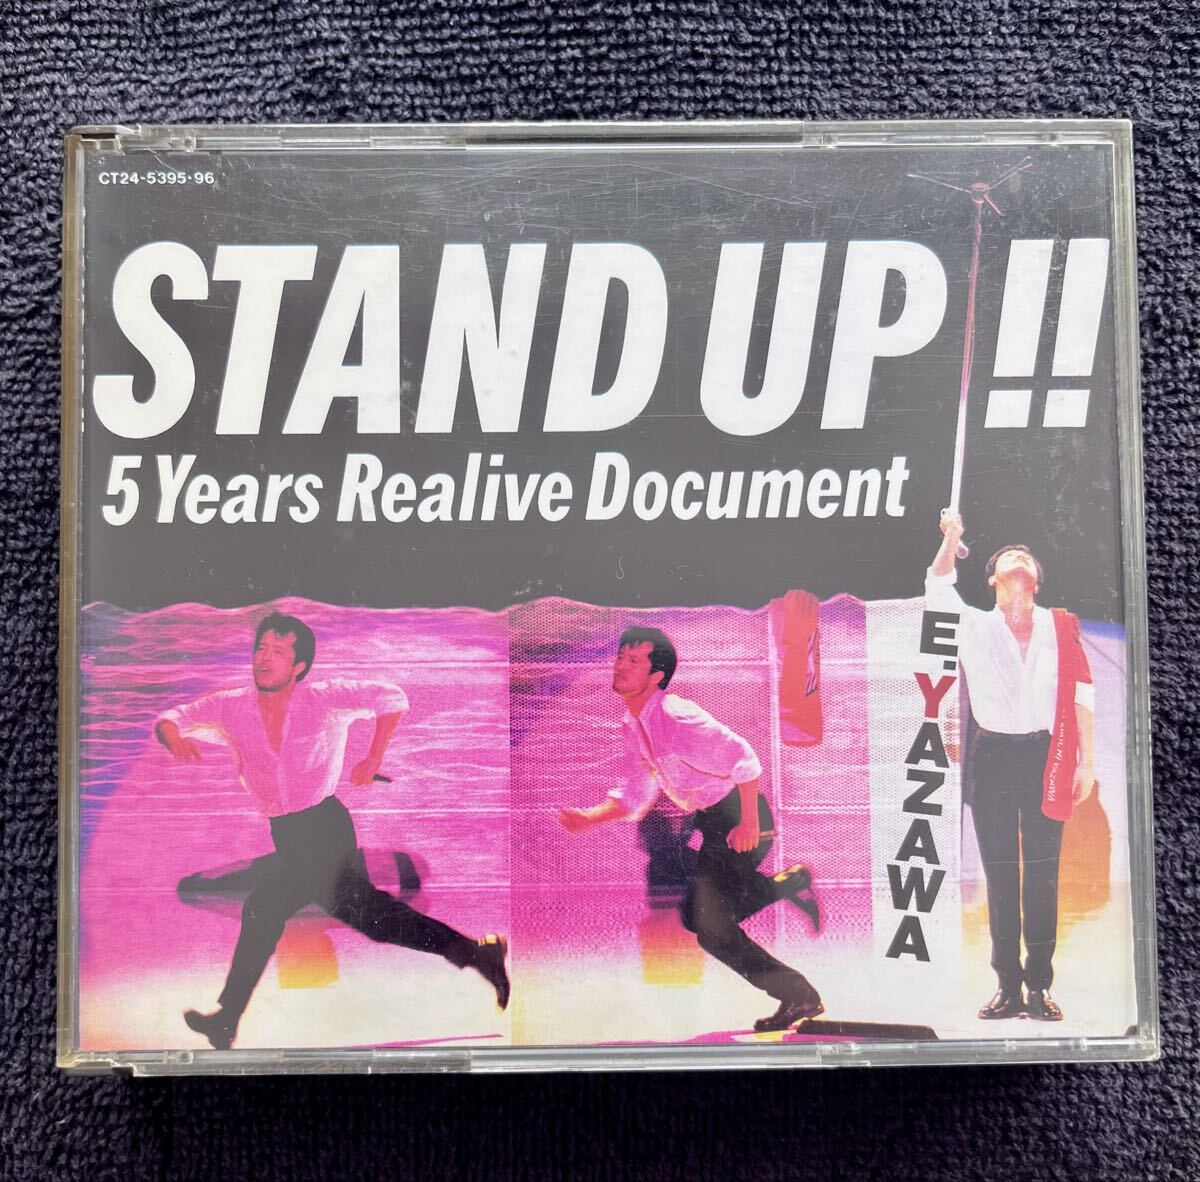 CT24-5395・96
STAND UP!!
5 Years Realive Document
E.YAZAWA